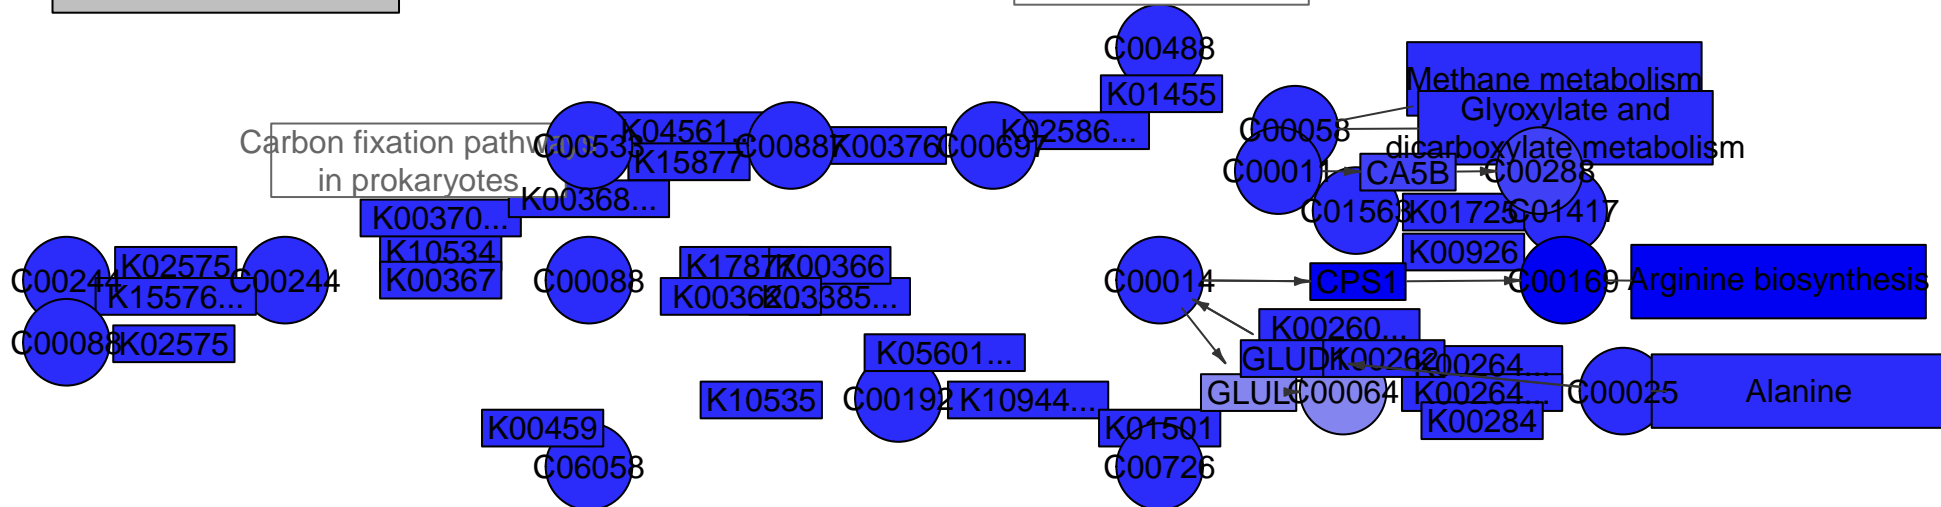 C00488
K01455
Methane metabolism
Glyoxylate and
dicarboxylate metabolism
C00058
Carbon fixation pathways
in prokaryotes
C00533
K04561...
K15877
C00887
K00376
C00697
K02586...
C00011
CA5B
C00288
K00368...
K00370...
C01563
K01725
C01417
K10534
K00367
K00926
C00244
K02575
K15576...
C00244
C00088
K17877
K00366
K00362...
K03385...
C00014
CPS1
C00169
Arginine biosynthesis
C00088
K02575
K00260...
K05601...
GLUD1
K00262
K00264...
K10535
C00192
K10944...
GLUL
C00064
K00264...
C00025
Alanine
K00459
K01501
K00284
C06058
C00726